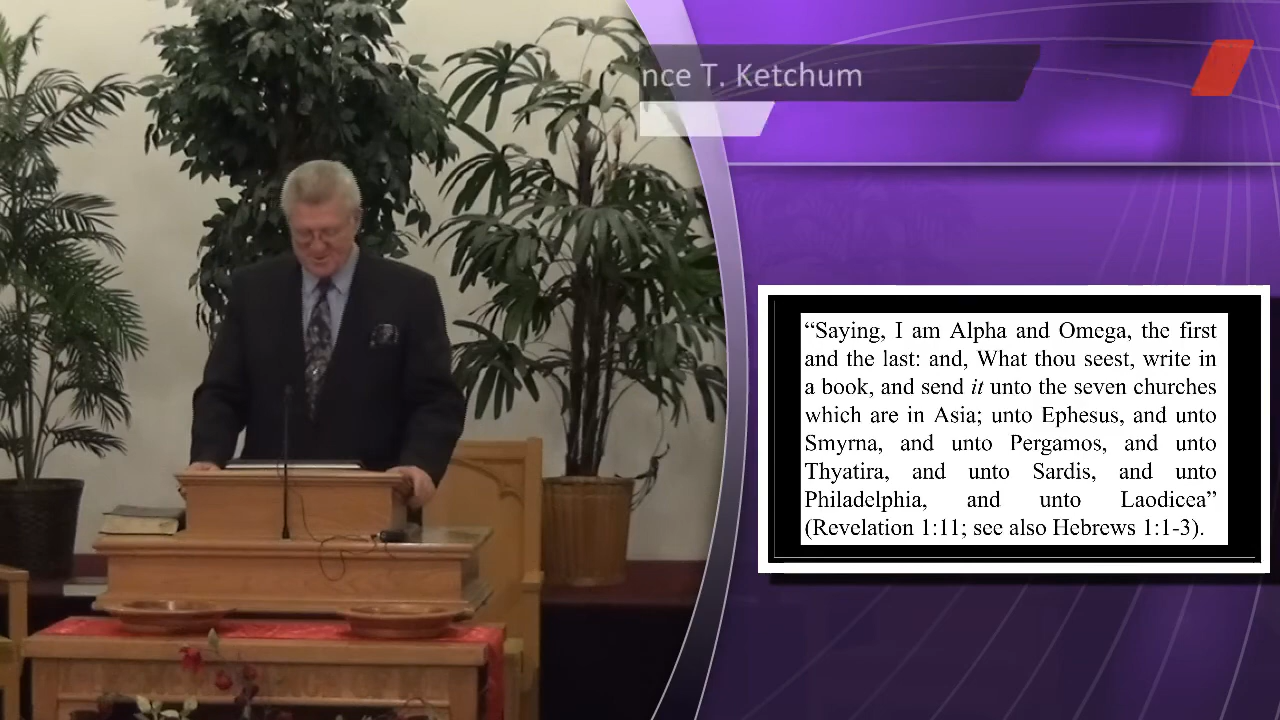 nce T. Ketchum
“Saying, I am Alpha and Omega, the first
and the last: and, What thou seest, write in
a book, and send it unto the seven churches
which are in Asia; unto Ephesus, and unto
Smyrna, and unto Pergamos, and unto
Thyatira, and unto Sardis, and unto
Philadelphia, and unto Laodicea”
(Revelation 1:11; see also Hebrews 1:1-3).